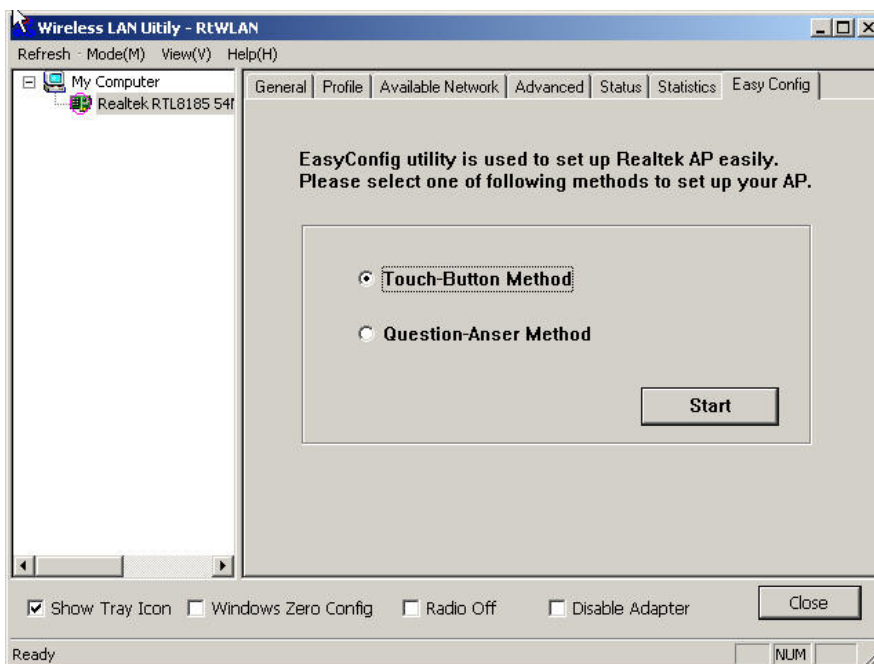 Wireless LAN Uitily - RtWLAN
Refresh Mode(M) View(V) Help(H)
My Computer
Realtek RTL8185
General Profile Available Network Advanced Status Statistics Easy Config
EasyConfig utility is used to set up Realtek AP easily.
Please select one of following methods to set up your AP.
Touch-Button Method
Question-Anser Method
Start
Show Tray Icon Windows Zero Config Radio Off Disable Adapter Close
Ready NUM